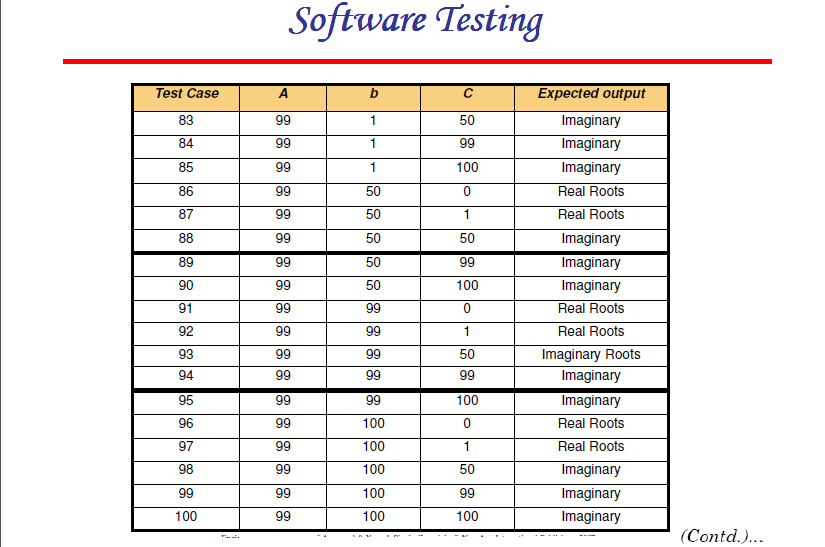 Software Testing
Test Case A b C Expected output
83 99 1 50 Imaginary
84 99 1 99 Imaginary
85 99 1 100 Imaginary
86 99 50 0 Real Roots
87 99 50 1 Real Roots
88 99 50 50 Imaginary
89 99 50 99 Imaginary
90 99 50 100 Imaginary
91 99 99 0 Real Roots
92 99 99 1 Real Roots
93 99 99 50 Imaginary Roots
94 99 99 99 Imaginary
95 99 99 100 Imaginary
96 99 100 0 Real Roots
97 99 100 1 Real Roots
98 99 100 50 Imaginary
99 99 100 99 Imaginary
100 99 100 100 Imaginary
(Contd.)...